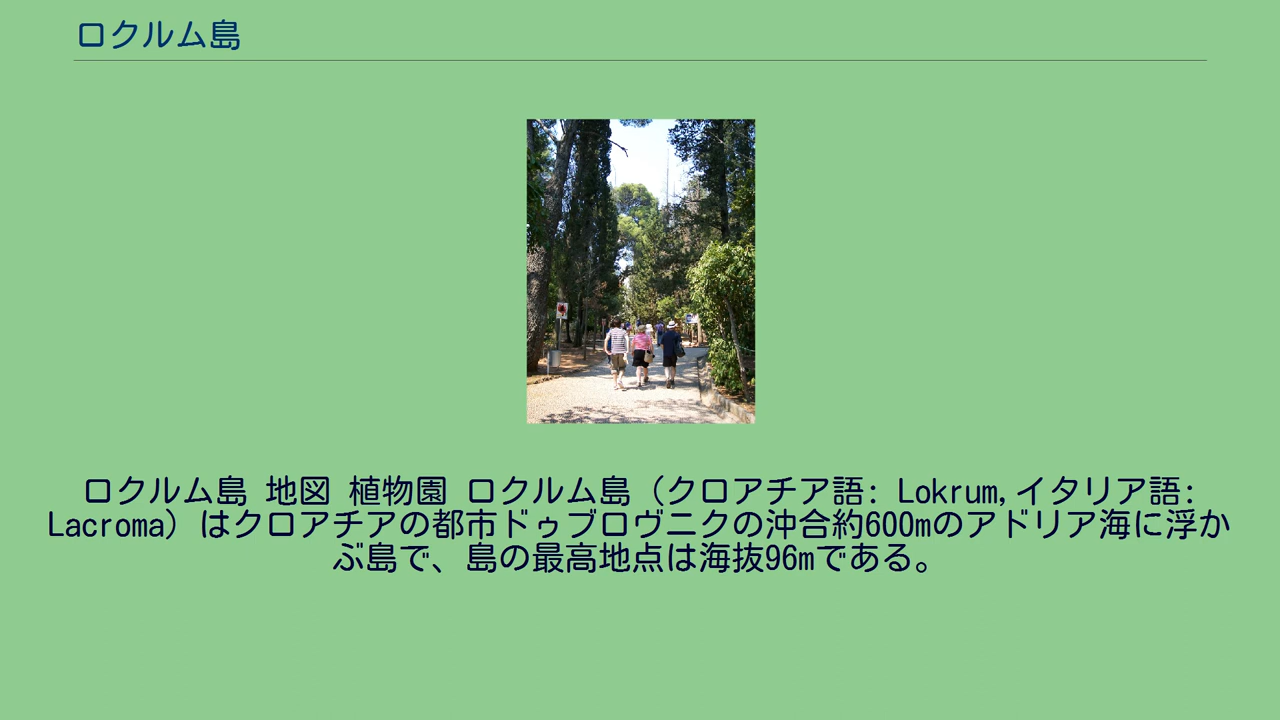 ロクルム島
ロクルム島 地図 植物園 ロクルム島（クロアチア語: Lokrum,イタリア語:
Lacroma）はクロアチアの都市ドゥブロヴニクの沖合約600mのアドリア海に浮か
ぶ島で、島の最高地点は海抜96mである。